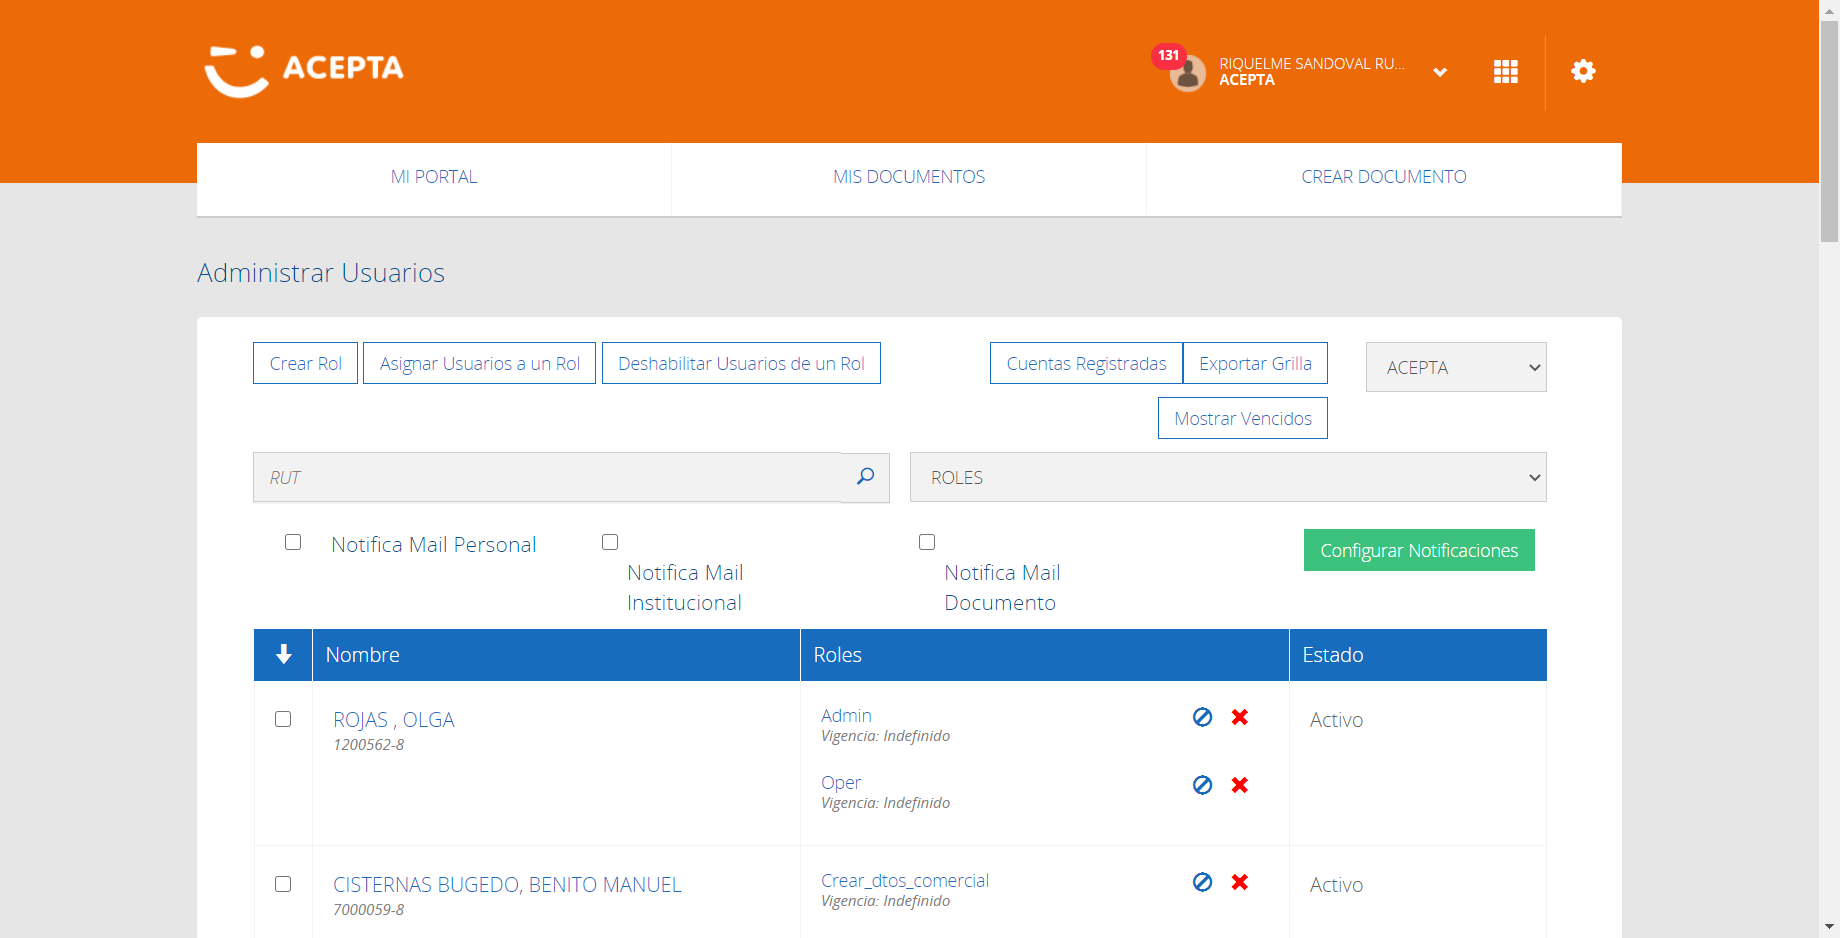 ACEPTA
131
RIQUELME SANDOVAL RU...
ACEPTA
MI PORTAL
MIS DOCUMENTOS
CREAR DOCUMENTO
Administrar Usuarios
Crear Rol
Asignar Usuarios a un Rol
Deshabilitar Usuarios de un Rol
Cuentas Registradas
Exportar Grilla
ACEPTA
Mostrar Vencidos
RUT
ROLES
Notifica Mail Personal
Notifica Mail
Institucional
Notifica Mail
Documento
Configurar Notificaciones
Nombre
Roles
Estado
ROJAS , OLGA
1200562-8
Admin
Vigencia: Indefinido
Oper
Vigencia: Indefinido
Activo
CISTERNAS BUGEDO, BENITO MANUEL
7000059-8
Crear_dtos_comercial
Vigencia: Indefinido
Activo